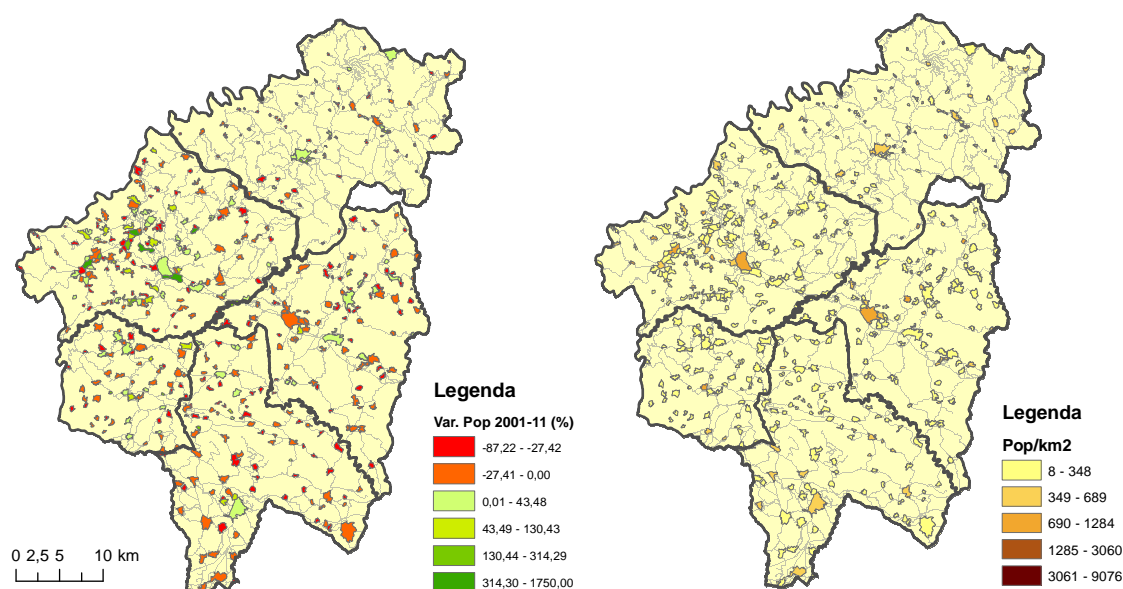 Legenda
Var. Pop 2001-11 (%)
-87,22 - -27,42
-27,41 - 0,00
0,01 - 43,48
43,49 - 130,43
130,44 - 314,29
314,30 - 1750,00
0 2,5 5 10 km
Legenda
Pop/km2
8 - 348
349 - 689
690 - 1284
1285 - 3060
3061 - 9076